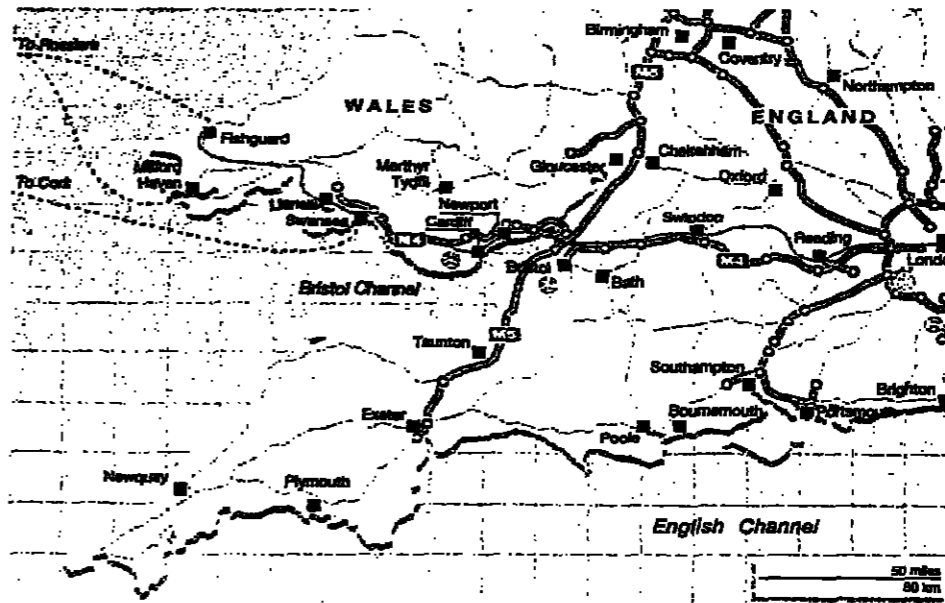 Birmingham
Coventry
To Rosslare
Northampton
WALES
ENGLAND
Fishguard
Merthyr
Tydfil
Gloucester
Cheltenham
Milford
Haven
To Cork
Oxford
Llanelli
Newport
Swansea
Cardiff
Swindon
M4
Reading
London
Bristol
M4
Bath
Bristol Channel
M5
Taunton
Southampton
Brighton
Exeter
Bournemouth
Portsmouth
Poole
Newquay
Plymouth
English Channel
50 miles
80 km